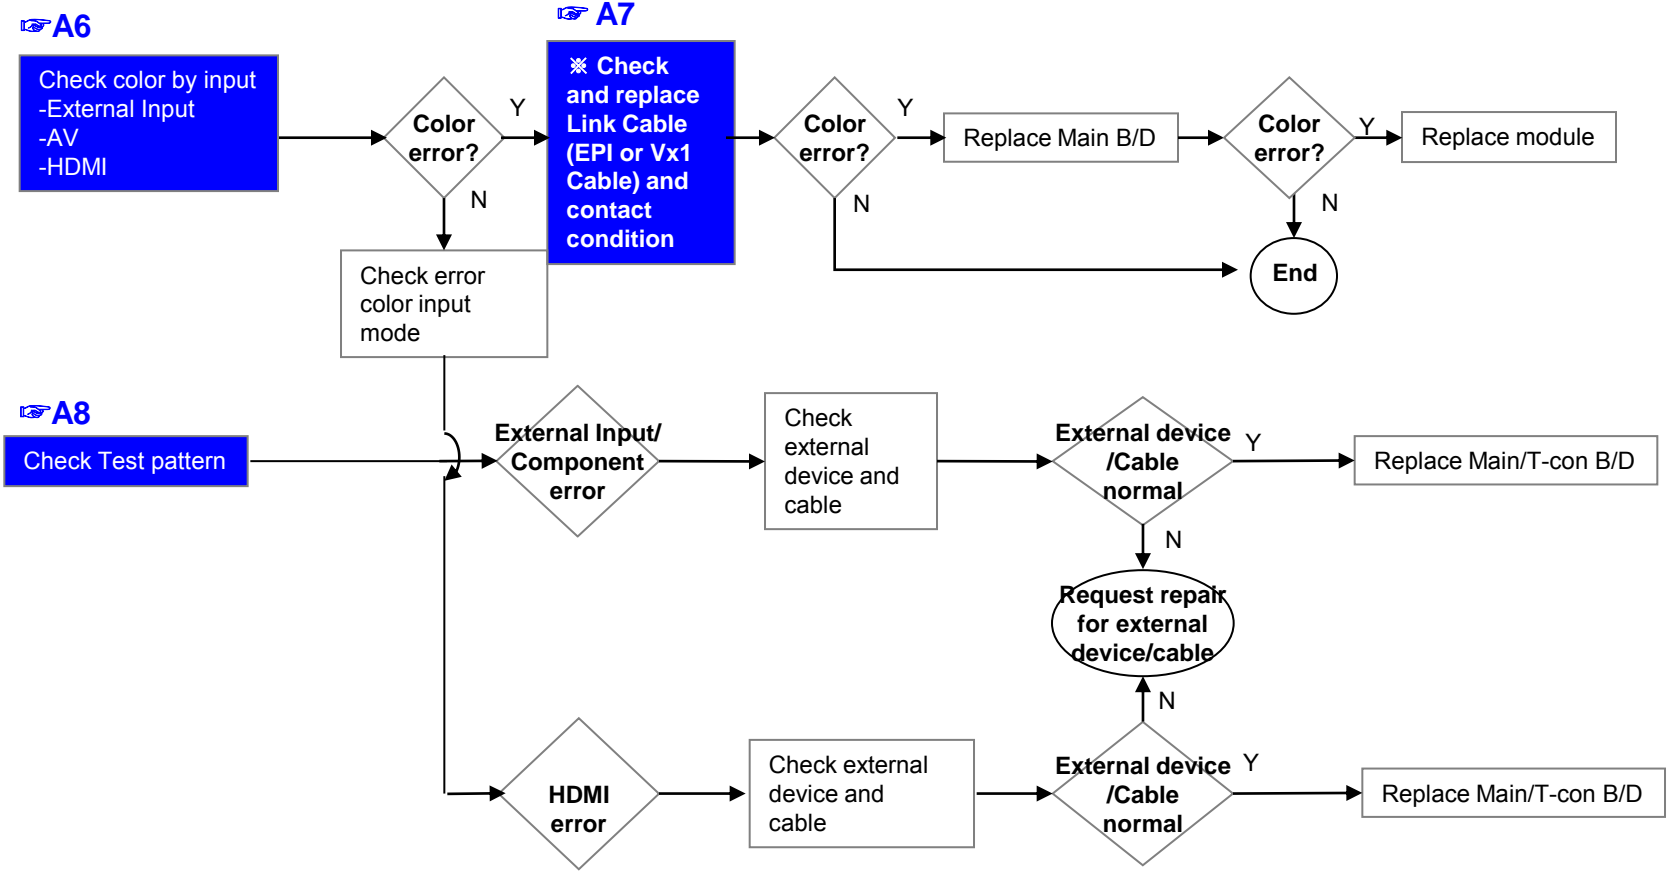 ☞A6
☞ A7
Check color by input
-External Input
-AV
-HDMI
Color
error?
Y
N
※ Check
and replace
Link Cable
(EPI or Vx1
Cable) and
contact
condition
Color
error?
Y
N
Replace Main B/D
Color
error?
Y
N
Replace module
End
Check error
color input
mode
☞A8
Check Test pattern
External Input/
Component
error
Check
external
device and
cable
External device
/Cable
normal
Y
N
Replace Main/T-con B/D
Request repair
for external
device/cable
N
HDMI
error
Check external
device and
cable
External device
/Cable
normal
Y
Replace Main/T-con B/D